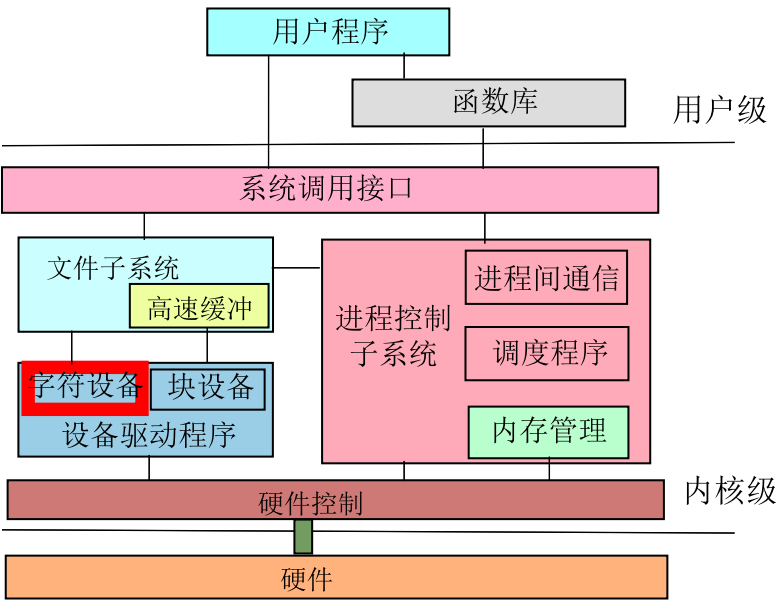 用户程序
函数库
用户级
系统调用接口
文件子系统
高速缓冲
进程控制
子系统
进程间通信
调度程序
内存管理
字符设备
块设备
设备驱动程序
内核级
硬件控制
硬件